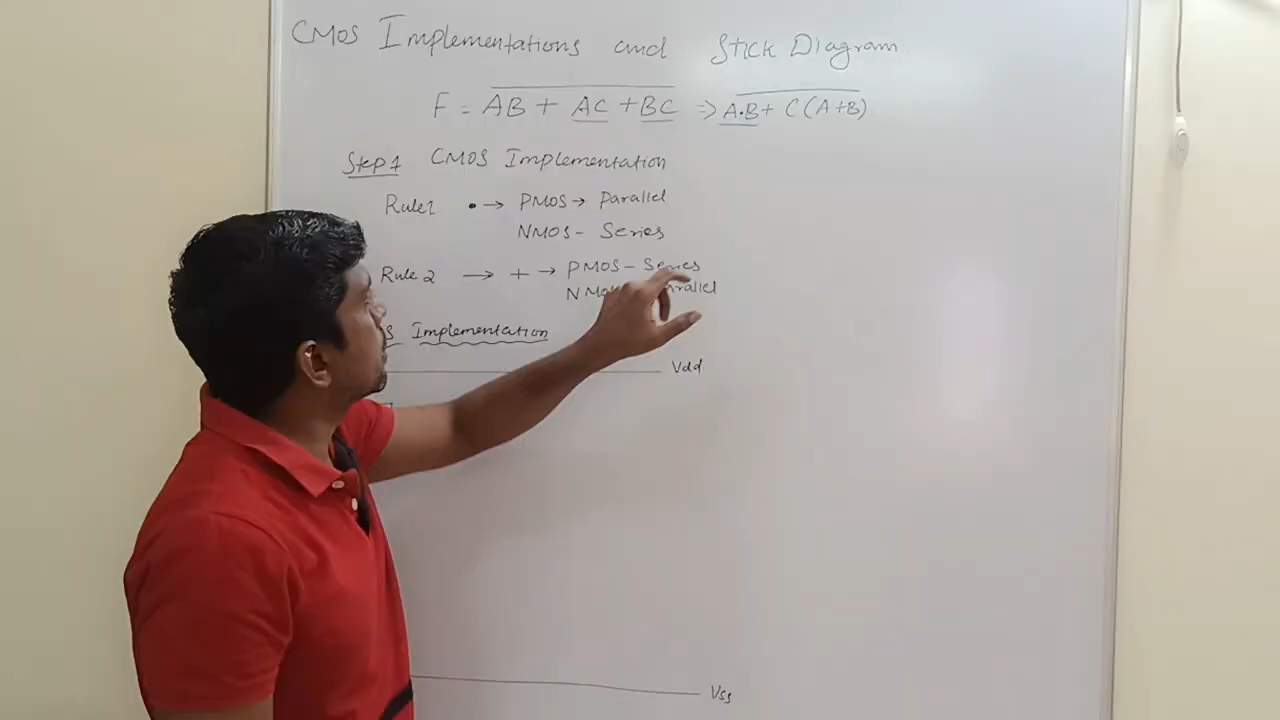 CMOS Implementations and Stick Diagram
F = AB + AC + BC => A·B + C(A+B)
Step 1 CMOS Implementation
Rule 1 • → PMOS → Parallel
NMOS - Series
Rule 2 → + → PMOS - Series
Implementation
Vdd
Vss